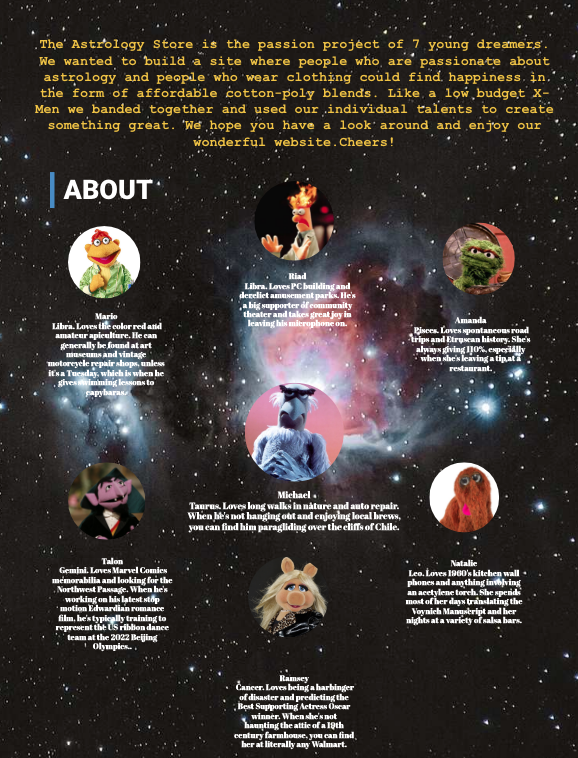 The Astrology Store is the passion project of 7 young dreamers.
We wanted to build a site where people who are passionate about
astrology and people who wear clothing could find happiness in
the form of affordable cotton-poly blends. Like a low budget X-
Men we banded together and used our individual talents to create
something great. We hope you have a look around and enjoy our
wonderful website.Cheers!
ABOUT
Riad
Libra. Loves PC building and
derelict amusement parks. He's
a big supporter of community
theater and takes great joy in
leaving his microphone on.
Mario
Libra. Loves the color red and
amateur apiculture. He can
generally be found at art
museums and vintage
motorcycle repair shops, unless
it's a Tuesday, which is when he
gives swimming lessons to
capybaras.
Amanda
Pisces. Loves spontaneous road
trips and Etruscan history. She's
always giving 110%, especially
when she's leaving a tip at a
restaurant.
Michael
Taurus. Loves long walks in nature and auto repair.
When he's not hanging out and enjoying local brews,
you can find him paragliding over the cliffs of Chile.
Talon
Gemini. Loves Marvel Comics
memorabilia and looking for the
Northwest Passage. When he's
working on his latest stop
motion Edwardian romance
film, he's typically training to
represent the US ribbon dance
team at the 2022 Beijing
Olympics..
Natalie
Leo. Loves 1960's kitchen wall
phones and anything involving
an acetylene torch. She spends
most of her days translating the
Voynich Manuscript and her
nights at a variety of salsa bars.
Ramsey
Cancer. Loves being a harbinger
of disaster and predicting the
Best Supporting Actress Oscar
winner. When she's not
haunting the attic of a 19th
century farmhouse, you can find
her at literally any Walmart.